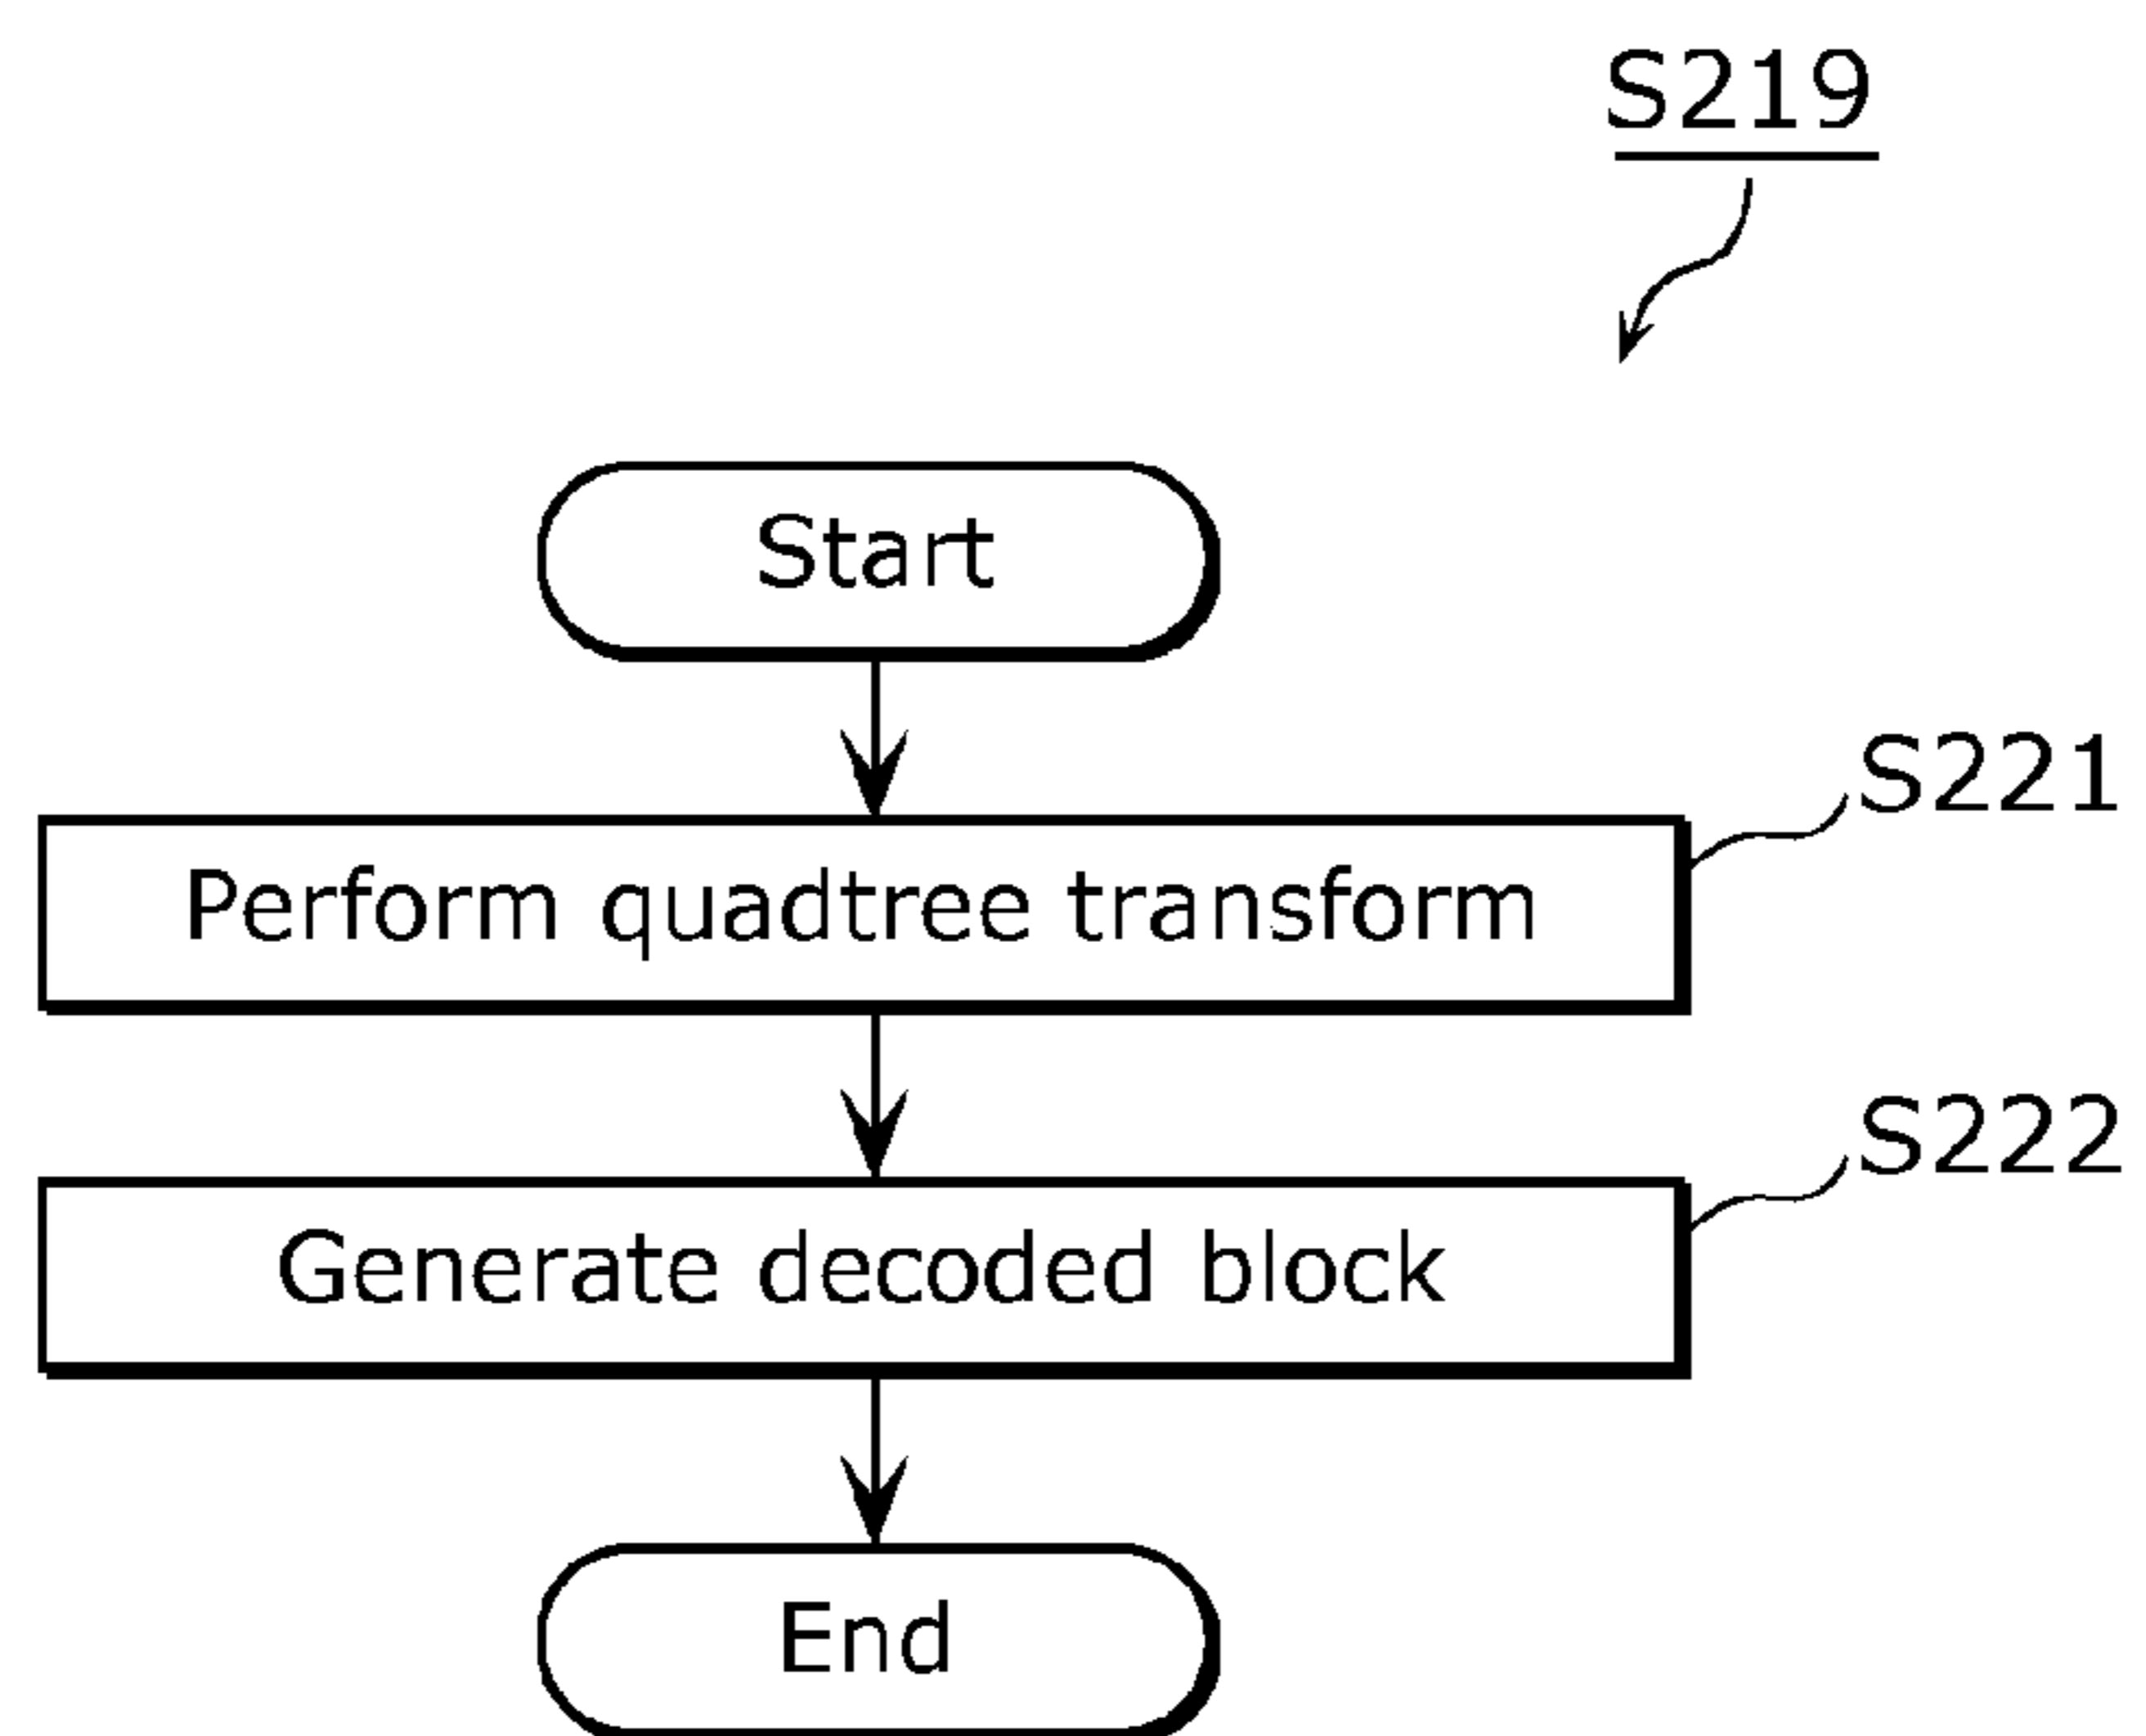 S219
Start
S221
Perform quadtree transform
S222
Generate decoded block
End